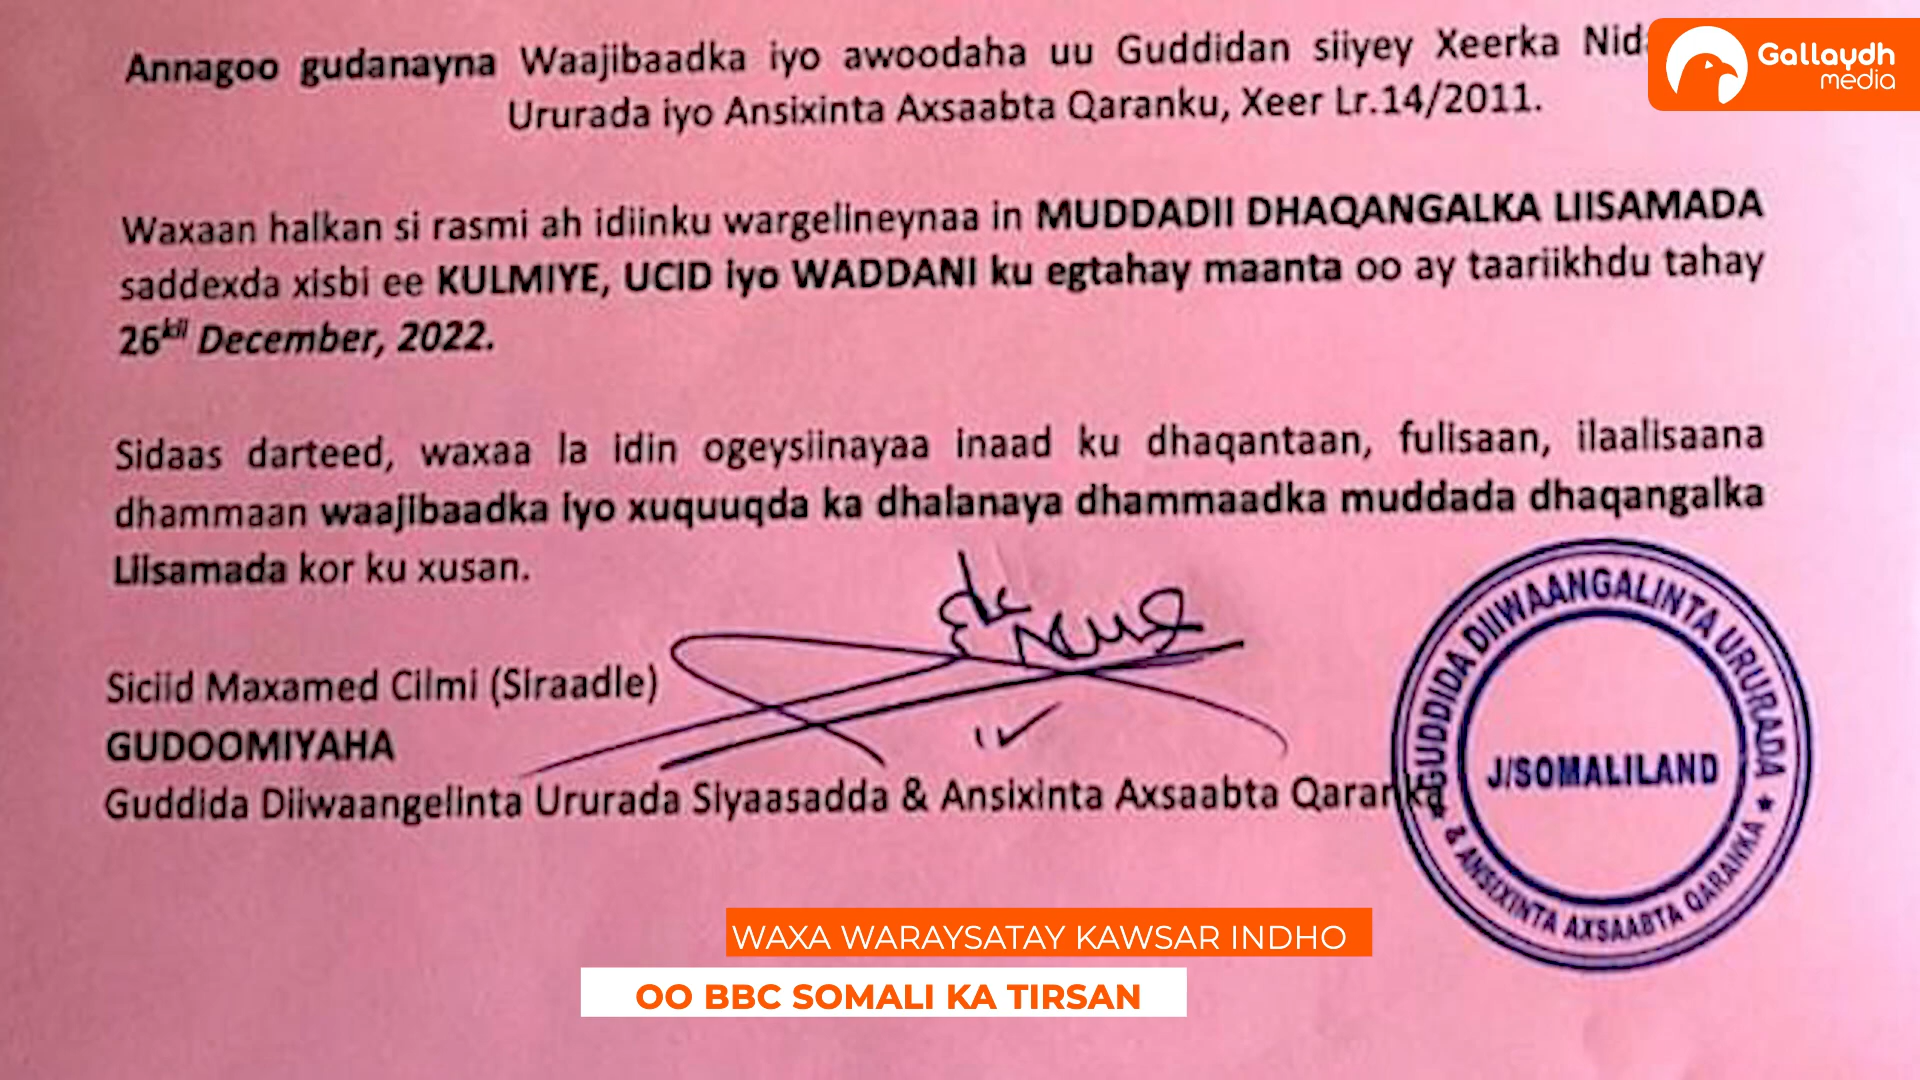 Annagoo gudanayna Waajibaadka iyo awoodaha uu Guddidan siiyey Xeerka
Gallaydh
media
Ururada iyo Ansixinta Axsaabta Qaranku, Xeer Lr.14/2011.
Waxaan halkan si rasmi ah idiinku wargelineynaa in MUDDADII DHAQANGALKA LIISAMADA
saddexda xisbi ee KULMIYE, UCID iyo WADDANI ku egtahay maanta oo ay taariikhdu tahay
26kii December, 2022.
Sidaas darteed, waxaa la idin ogeysiinayaa inaad ku dhaqantaan, fulisaan, ilaalisaana
dhammaan waajibaadka iyo xuquuqda ka dhalanaya dhammaadka muddada dhaqangalka
Liisamada kor ku xusan.
Siciid Maxamed Cilmi (Siraadle)
GUDOOMIYAHA
Guddida Diiwaangelinta Ururada Siyaasadda & Ansixinta Axsaabta Qaranka
GUDDIDA DIIWAANGALINTA URURADA
J/SOMALILAND
& ANSIXINTA AXSAABTA QARANKA
WAXA WARAYSATAY KAWSAR INDHO
OO BBC SOMALI KA TIRSAN